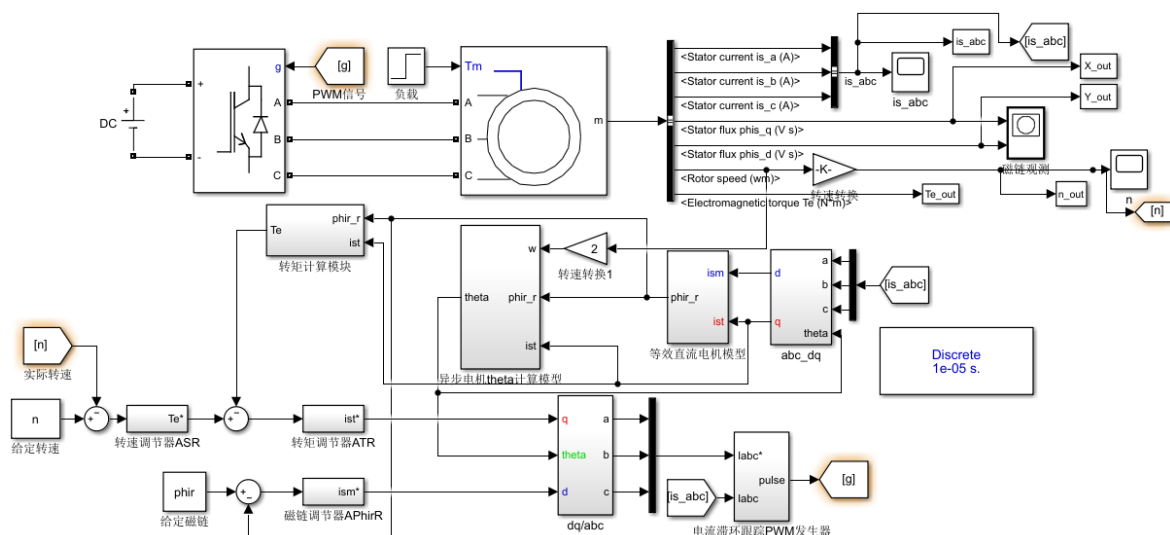 DC
+
+
-
g
A
B
C
[g]
PWM信号
负载
Tm
A
B
C
m
<Stator current is_a (A)>
<Stator current is_b (A)>
<Stator current is_c (A)>
<Stator flux phis_q (V s)>
<Stator flux phis_d (V s)>
<Rotor speed (wm)>
<Electromagnetic torque Te (N*m)>
is_abc
is_abc
is_abc
[is_abc]
X_out
Y_out
磁链观测
-K-
转速转换
Te_out
n_out
n
[n]
Te
phir_r
ist
转矩计算模块
w
theta
phir_r
ist
异步电机theta计算模型
2
转速转换1
ism
phir_r
ist
等效直流电机模型
d
q
a
b
c
theta
abc_dq
[is_abc]
Discrete
1e-05 s.
[n]
实际转速
n
给定转速
+
−
Te*
转速调节器ASR
+
−
ist*
转矩调节器ATR
phir
给定磁链
+
−
ism*
磁链调节器APhirR
q
theta
d
a
b
c
dq/abc
[is_abc]
Iabc*
Iabc
pulse
电流滞环跟踪PWM发生器
[g]